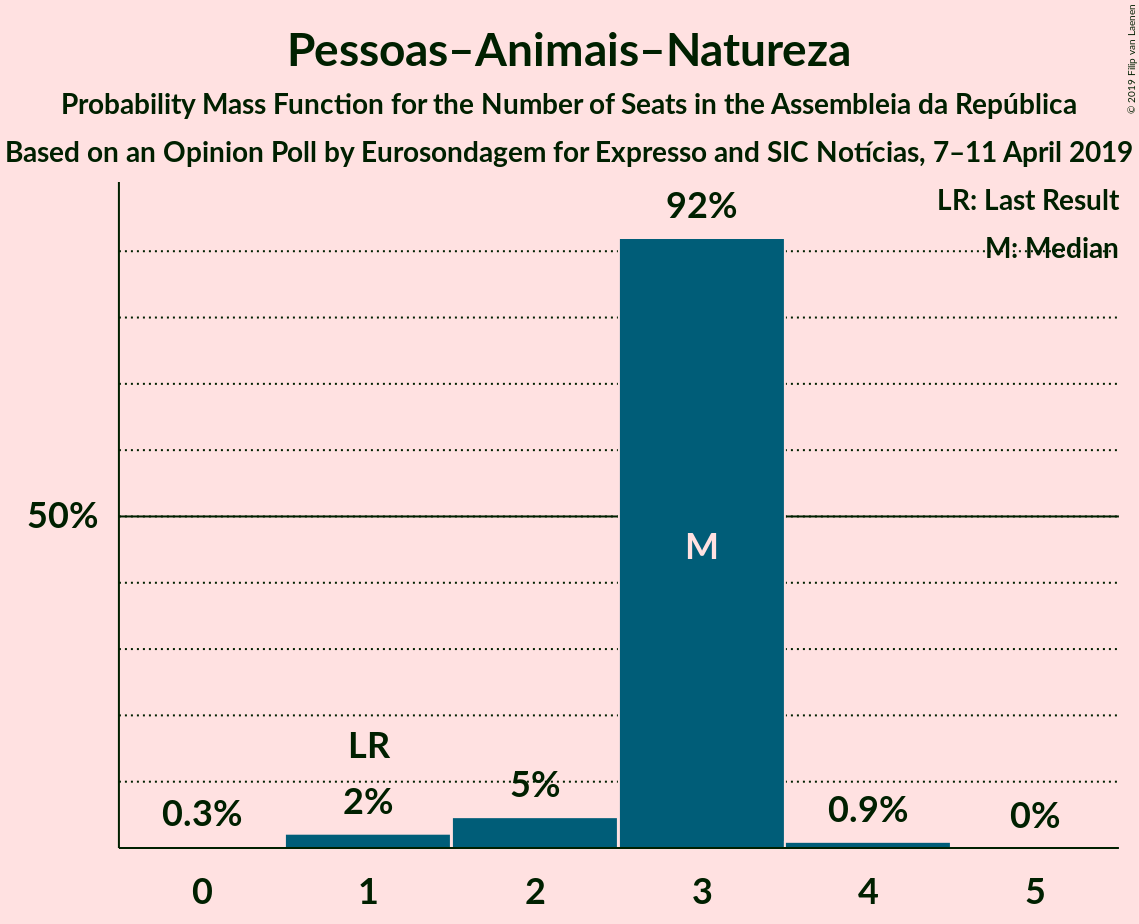 Pessoas–Animais–Natureza
Probability Mass Function for the Number of Seats in the Assembleia da República
Based on an Opinion Poll by Eurosondagem for Expresso and SIC Notícias, 7–11 April 2019
© 2019 Filip van Laenen
LR: Last Result
M: Median
92%
50%
M
LR
0.3%
2%
5%
0.9%
0%
0 1 2 3 4 5